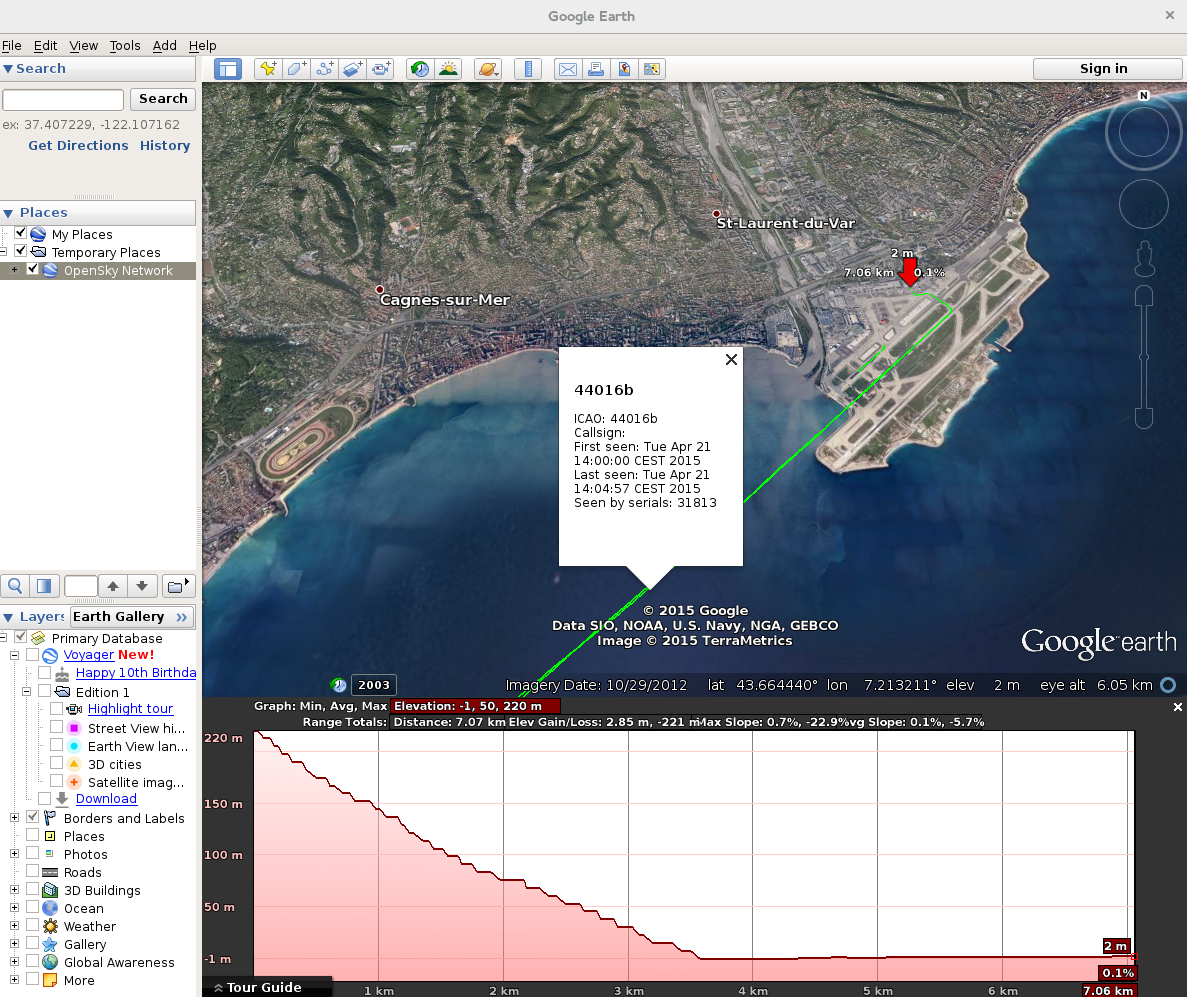 Google Earth
File Edit View Tools Add Help
Search
Search
ex: 37.407229, -122.107162
Get Directions History
Places
My Places
Temporary Places
OpenSky Network
Layers
Earth Gallery »
Primary Database
Voyager New!
Happy 10th Birthda
Edition 1
Highlight tour
Street View hi...
Earth View lan...
3D cities
Satellite imag...
Download
Borders and Labels
Places
Photos
Roads
3D Buildings
Ocean
Weather
Gallery
Global Awareness
More
Sign in
N
St-Laurent-du-Var
2 m
7.06 km 0.1%
Cagnes-sur-Mer
44016b
ICAO: 44016b
Callsign:
First seen: Tue Apr 21
14:00:00 CEST 2015
Last seen: Tue Apr 21
14:04:57 CEST 2015
Seen by serials: 31813
© 2015 Google
Data SIO, NOAA, U.S. Navy, NGA, GEBCO
Image © 2015 TerraMetrics
Google earth
2003
Imagery Date: 10/29/2012 lat 43.664440° lon 7.213211° elev 2 m eye alt 6.05 km
Graph: Min, Avg, Max Elevation: -1, 50, 220 m
Range Totals: Distance: 7.07 km Elev Gain/Loss: 2.85 m, -221 m Max Slope: 0.7%, -22.9% vg Slope: 0.1%, -5.7%
220 m
150 m
100 m
50 m
-1 m
2 m
0.1%
Tour Guide
1 km 2 km 3 km 4 km 5 km 6 km 7.06 km